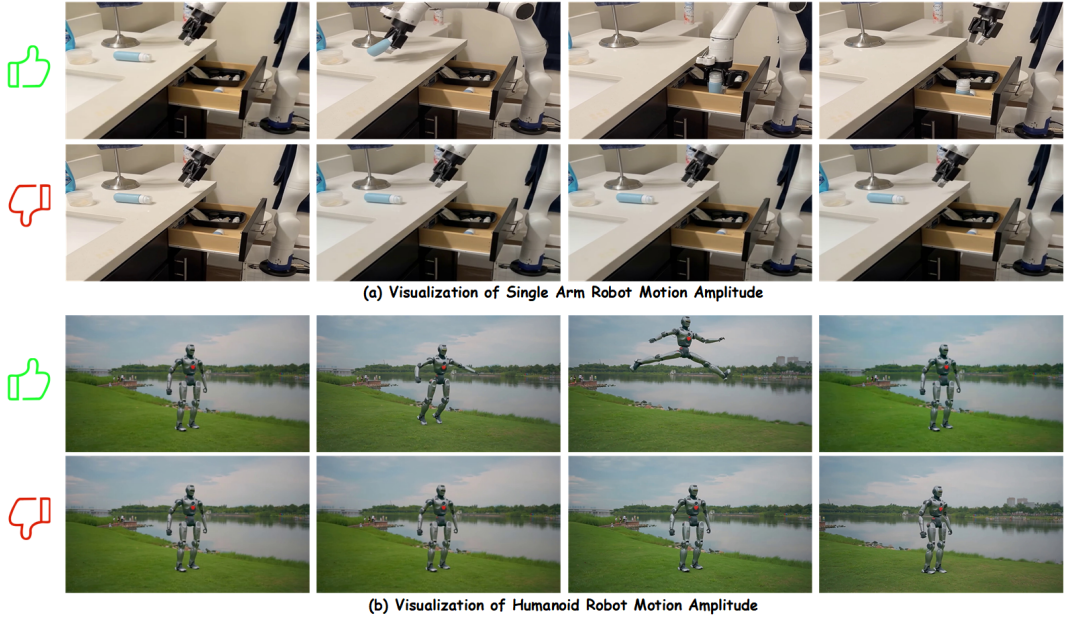 (a) Visualization of Single Arm Robot Motion Amplitude
(b) Visualization of Humanoid Robot Motion Amplitude